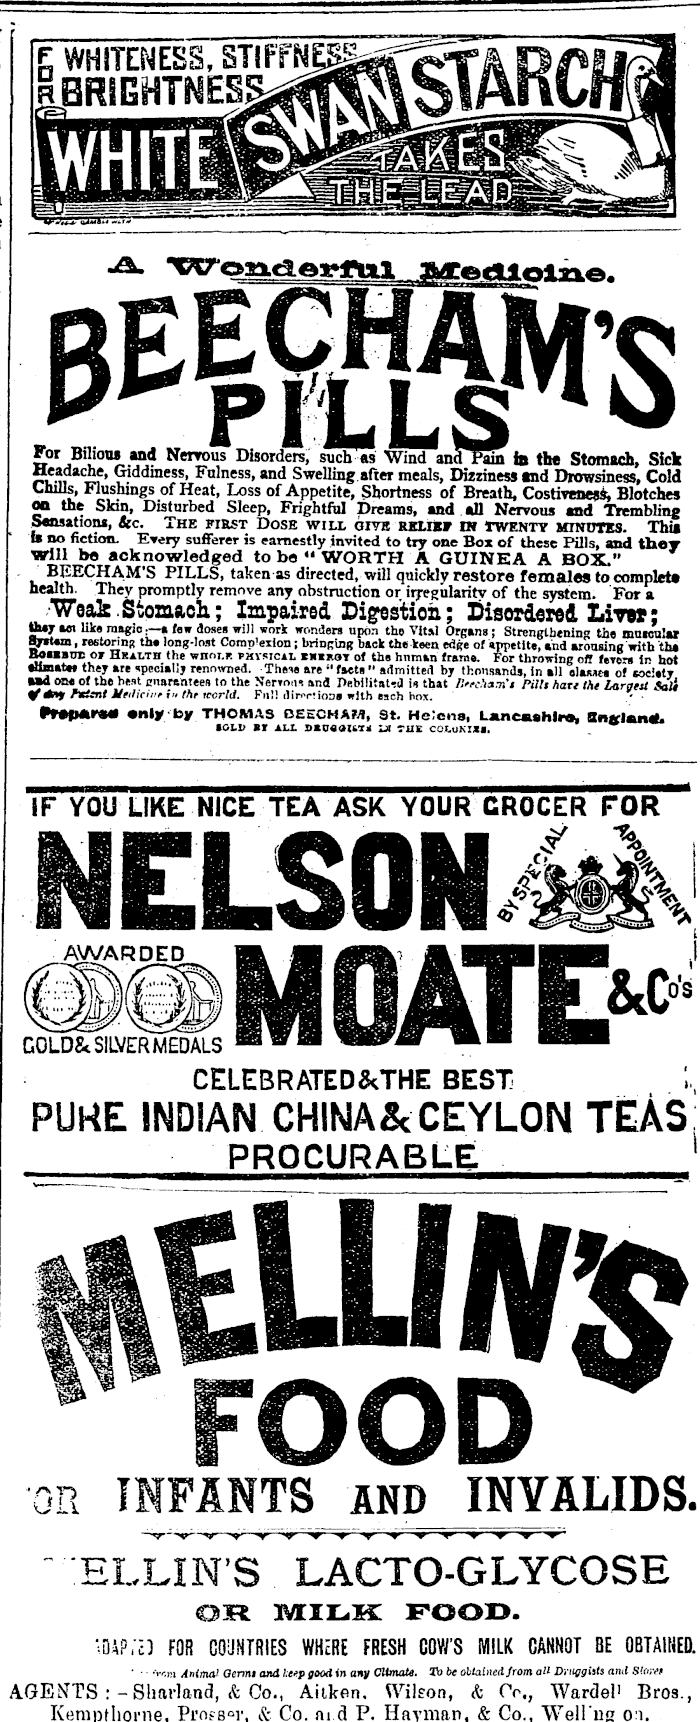 FOR WHITENESS, STIFFNESS
BRIGHTNESS
WHITE SWAN STARCH
TAKES
THE LEAD
A Wonderful Medicine.
BEECHAM'S
PILLS
For Bilious and Nervous Disorders, such as Wind and Pain in the Stomach, Sick
Headache, Giddiness, Fulness, and Swelling after meals, Dizziness and Drowsiness, Cold
Chills, Flushings of Heat, Loss of Appetite, Shortness of Breath, Costiveness, Blotches
on the Skin, Disturbed Sleep, Frightful Dreams, and all Nervous and Trembling
Sensations, &c. THE FIRST DOSE WILL GIVE RELIEF IN TWENTY MINUTES. This
is no fiction. Every sufferer is earnestly invited to try one Box of these Pills, and they
will be acknowledged to be "WORTH A GUINEA A BOX."
BEECHAM'S PILLS, taken as directed, will quickly restore females to complete
health. They promptly remove any obstruction or irregularity of the system. For a
Weak Stomach; Impaired Digestion; Disordered Liver;
they act like magic:—a few doses will work wonders upon the Vital Organs; Strengthening the muscular
System, restoring the long-lost Complexion; bringing back the keen edge of appetite, and arousing with the
ROSEBUD OF HEALTH the WHOLE PHYSICAL ENERGY of the human frame. For throwing off fevers in hot
climates they are specially renowned. These are "facts" admitted by thousands, in all classes of society,
and one of the best guarantees to the Nervous and Debilitated is that Beecham's Pills have the Largest Sale
of any Patent Medicine in the world. Full directions with each box.
Prepared only by THOMAS BEECHAM, St. Helens, Lancashire, England.
SOLD BY ALL DRUGGISTS IN THE COLONIES.
IF YOU LIKE NICE TEA ASK YOUR GROCER FOR
NELSON
BY SPECIAL APPOINTMENT
AWARDED
GOLD & SILVER MEDALS
MOATE & Co's
CELEBRATED & THE BEST
PURE INDIAN CHINA & CEYLON TEAS
PROCURABLE
MELLIN'S
FOOD
FOR INFANTS AND INVALIDS.
MELLIN'S LACTO-GLYCOSE
OR MILK FOOD.
ADAPTED FOR COUNTRIES WHERE FRESH COW'S MILK CANNOT BE OBTAINED.
from Animal Germs and keep good in any Climate. To be obtained from all Druggists and Stores
AGENTS:—Sharland, & Co., Aitken, Wilson, & Co., Wardell Bros.,
Kempthorne, Prosser, & Co. and P. Hayman, & Co., Wellington.